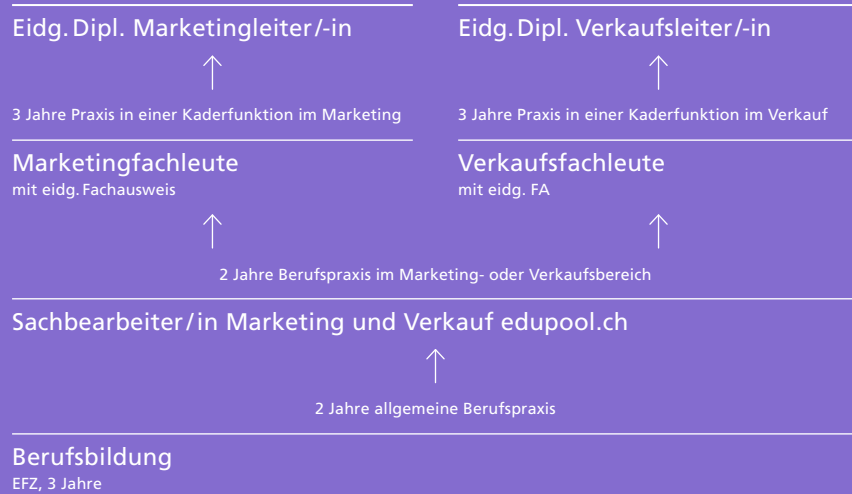 Eidg. Dipl. Marketingleiter/-in
Eidg. Dipl. Verkaufsleiter/-in
3 Jahre Praxis in einer Kaderfunktion im Marketing
3 Jahre Praxis in einer Kaderfunktion im Verkauf
Marketingfachleute
mit eidg. Fachausweis
Verkaufsfachleute
mit eidg. FA
2 Jahre Berufspraxis im Marketing- oder Verkaufsbereich
Sachbearbeiter/in Marketing und Verkauf edupool.ch
2 Jahre allgemeine Berufspraxis
Berufsbildung
EFZ, 3 Jahre